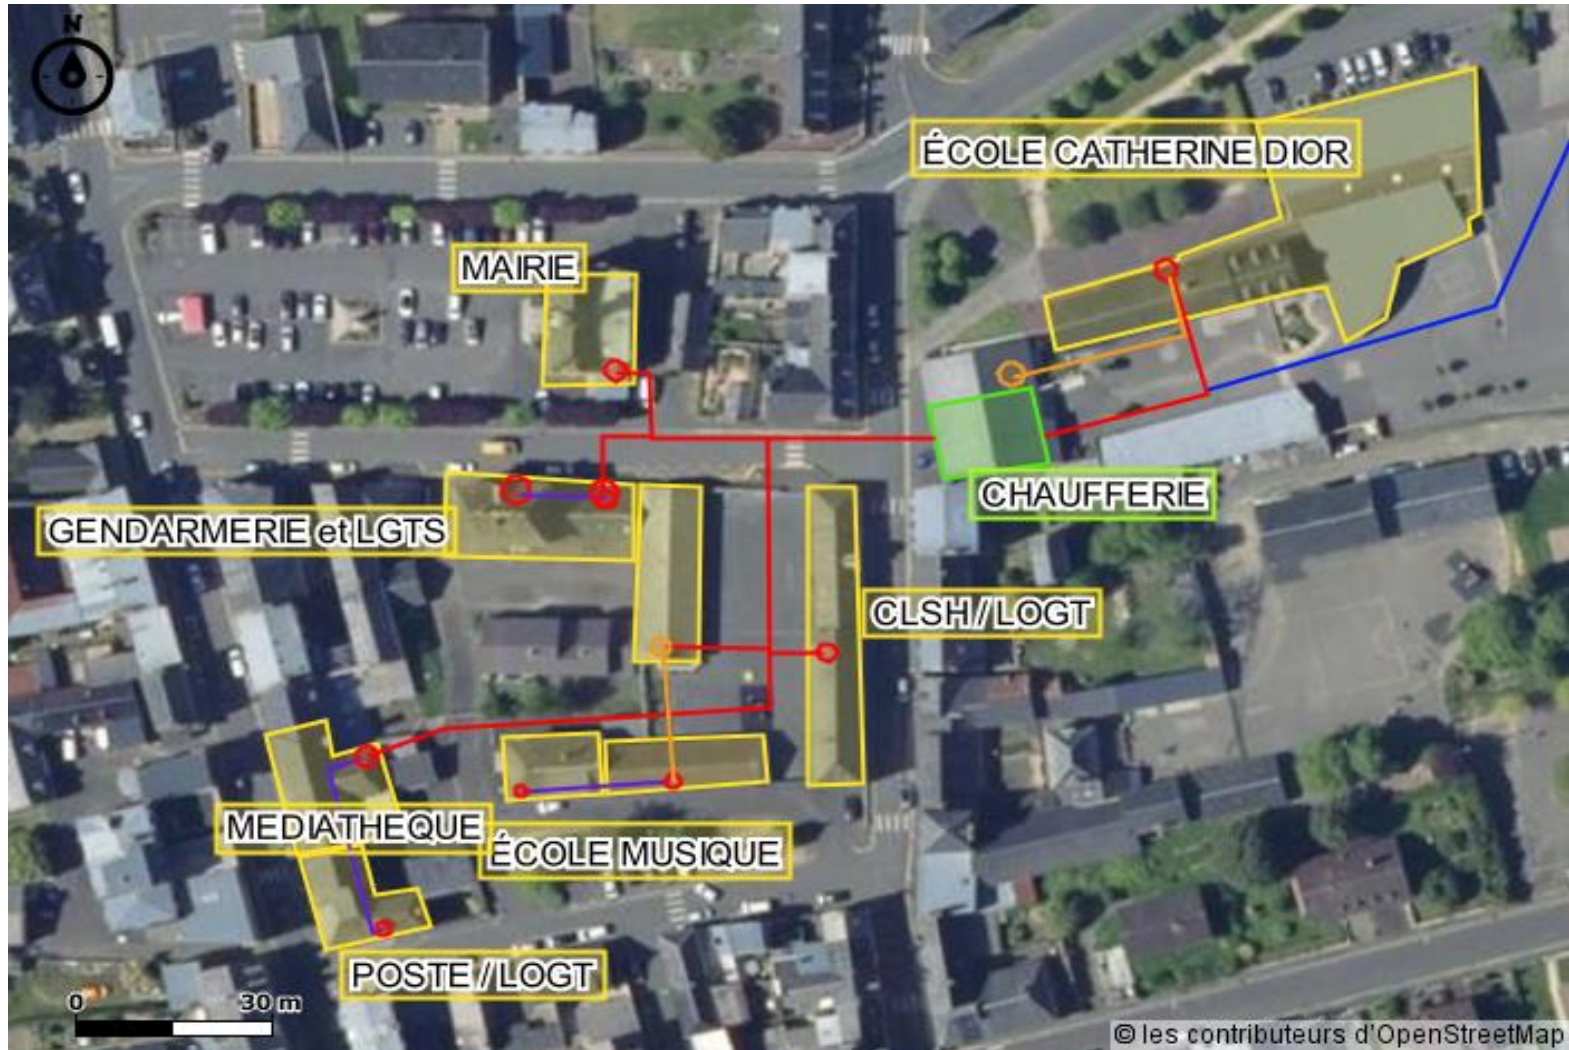 N
ÉCOLE CATHERINE DIOR
MAIRIE
CHAUFFERIE
GENDARMERIE et LGTS
CLSH / LOGT
MEDIATHEQUE
ÉCOLE MUSIQUE
POSTE / LOGT
0 30 m
© les contributeurs d'OpenStreetMap